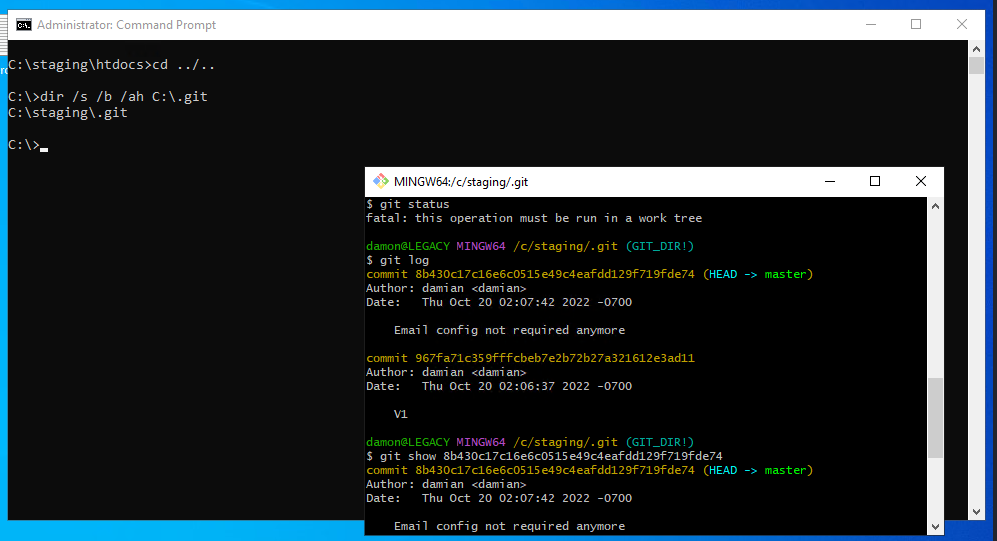 Administrator: Command Prompt
C:\staging\htdocs>cd ../..
C:\>dir /s /b /ah C:\.git
C:\staging\.git
C:\>
MINGW64:/c/staging/.git
$ git status
fatal: this operation must be run in a work tree
damon@LEGACY MINGW64 /c/staging/.git (GIT_DIR!)
$ git log
commit 8b430c17c16e6c0515e49c4eafdd129f719fde74 (HEAD -> master)
Author: damian <damian>
Date:   Thu Oct 20 02:07:42 2022 -0700
    Email config not required anymore
commit 967fa71c359fffcbeb7e2b72b27a321612e3ad11
Author: damian <damian>
Date:   Thu Oct 20 02:06:37 2022 -0700
    V1
damon@LEGACY MINGW64 /c/staging/.git (GIT_DIR!)
$ git show 8b430c17c16e6c0515e49c4eafdd129f719fde74
commit 8b430c17c16e6c0515e49c4eafdd129f719fde74 (HEAD -> master)
Author: damian <damian>
Date:   Thu Oct 20 02:07:42 2022 -0700
    Email config not required anymore